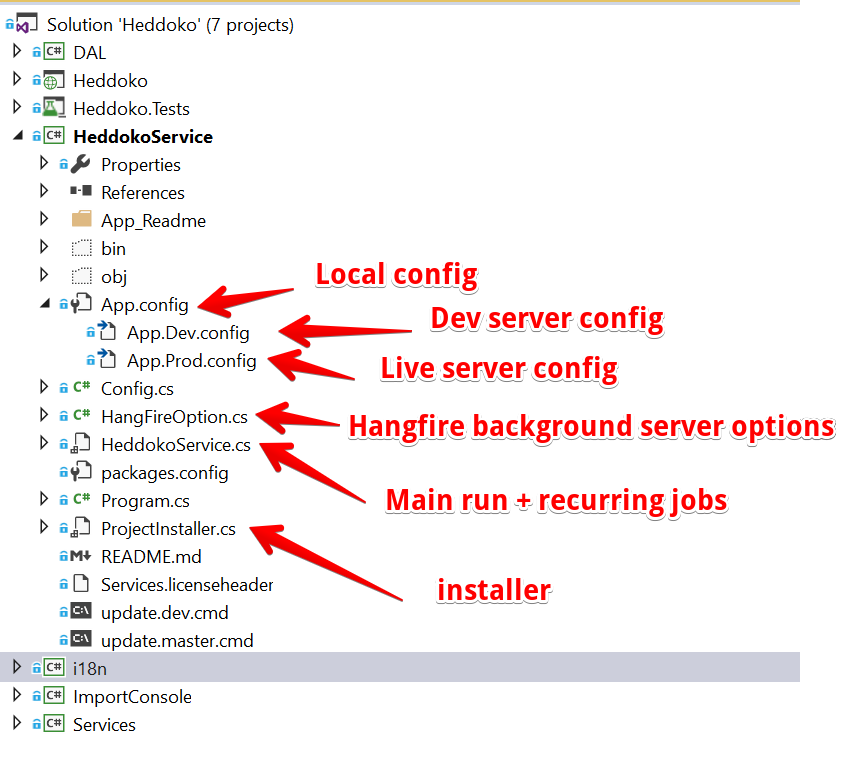 Solution 'Heddoko' (7 projects)
C# DAL
Heddoko
Heddoko.Tests
C# HeddokoService
Properties
References
App_Readme
bin
obj
Local config
App.config
Dev server config
App.Dev.config
App.Prod.config
Live server config
C# Config.cs
C# HangFireOption.cs
Hangfire background server options
HeddokoService.cs
packages.config
C# Program.cs
Main run + recurring jobs
ProjectInstaller.cs
M↓ README.md
Services.licenseheader
installer
C:\ update.dev.cmd
C:\ update.master.cmd
C# i18n
C# ImportConsole
C# Services